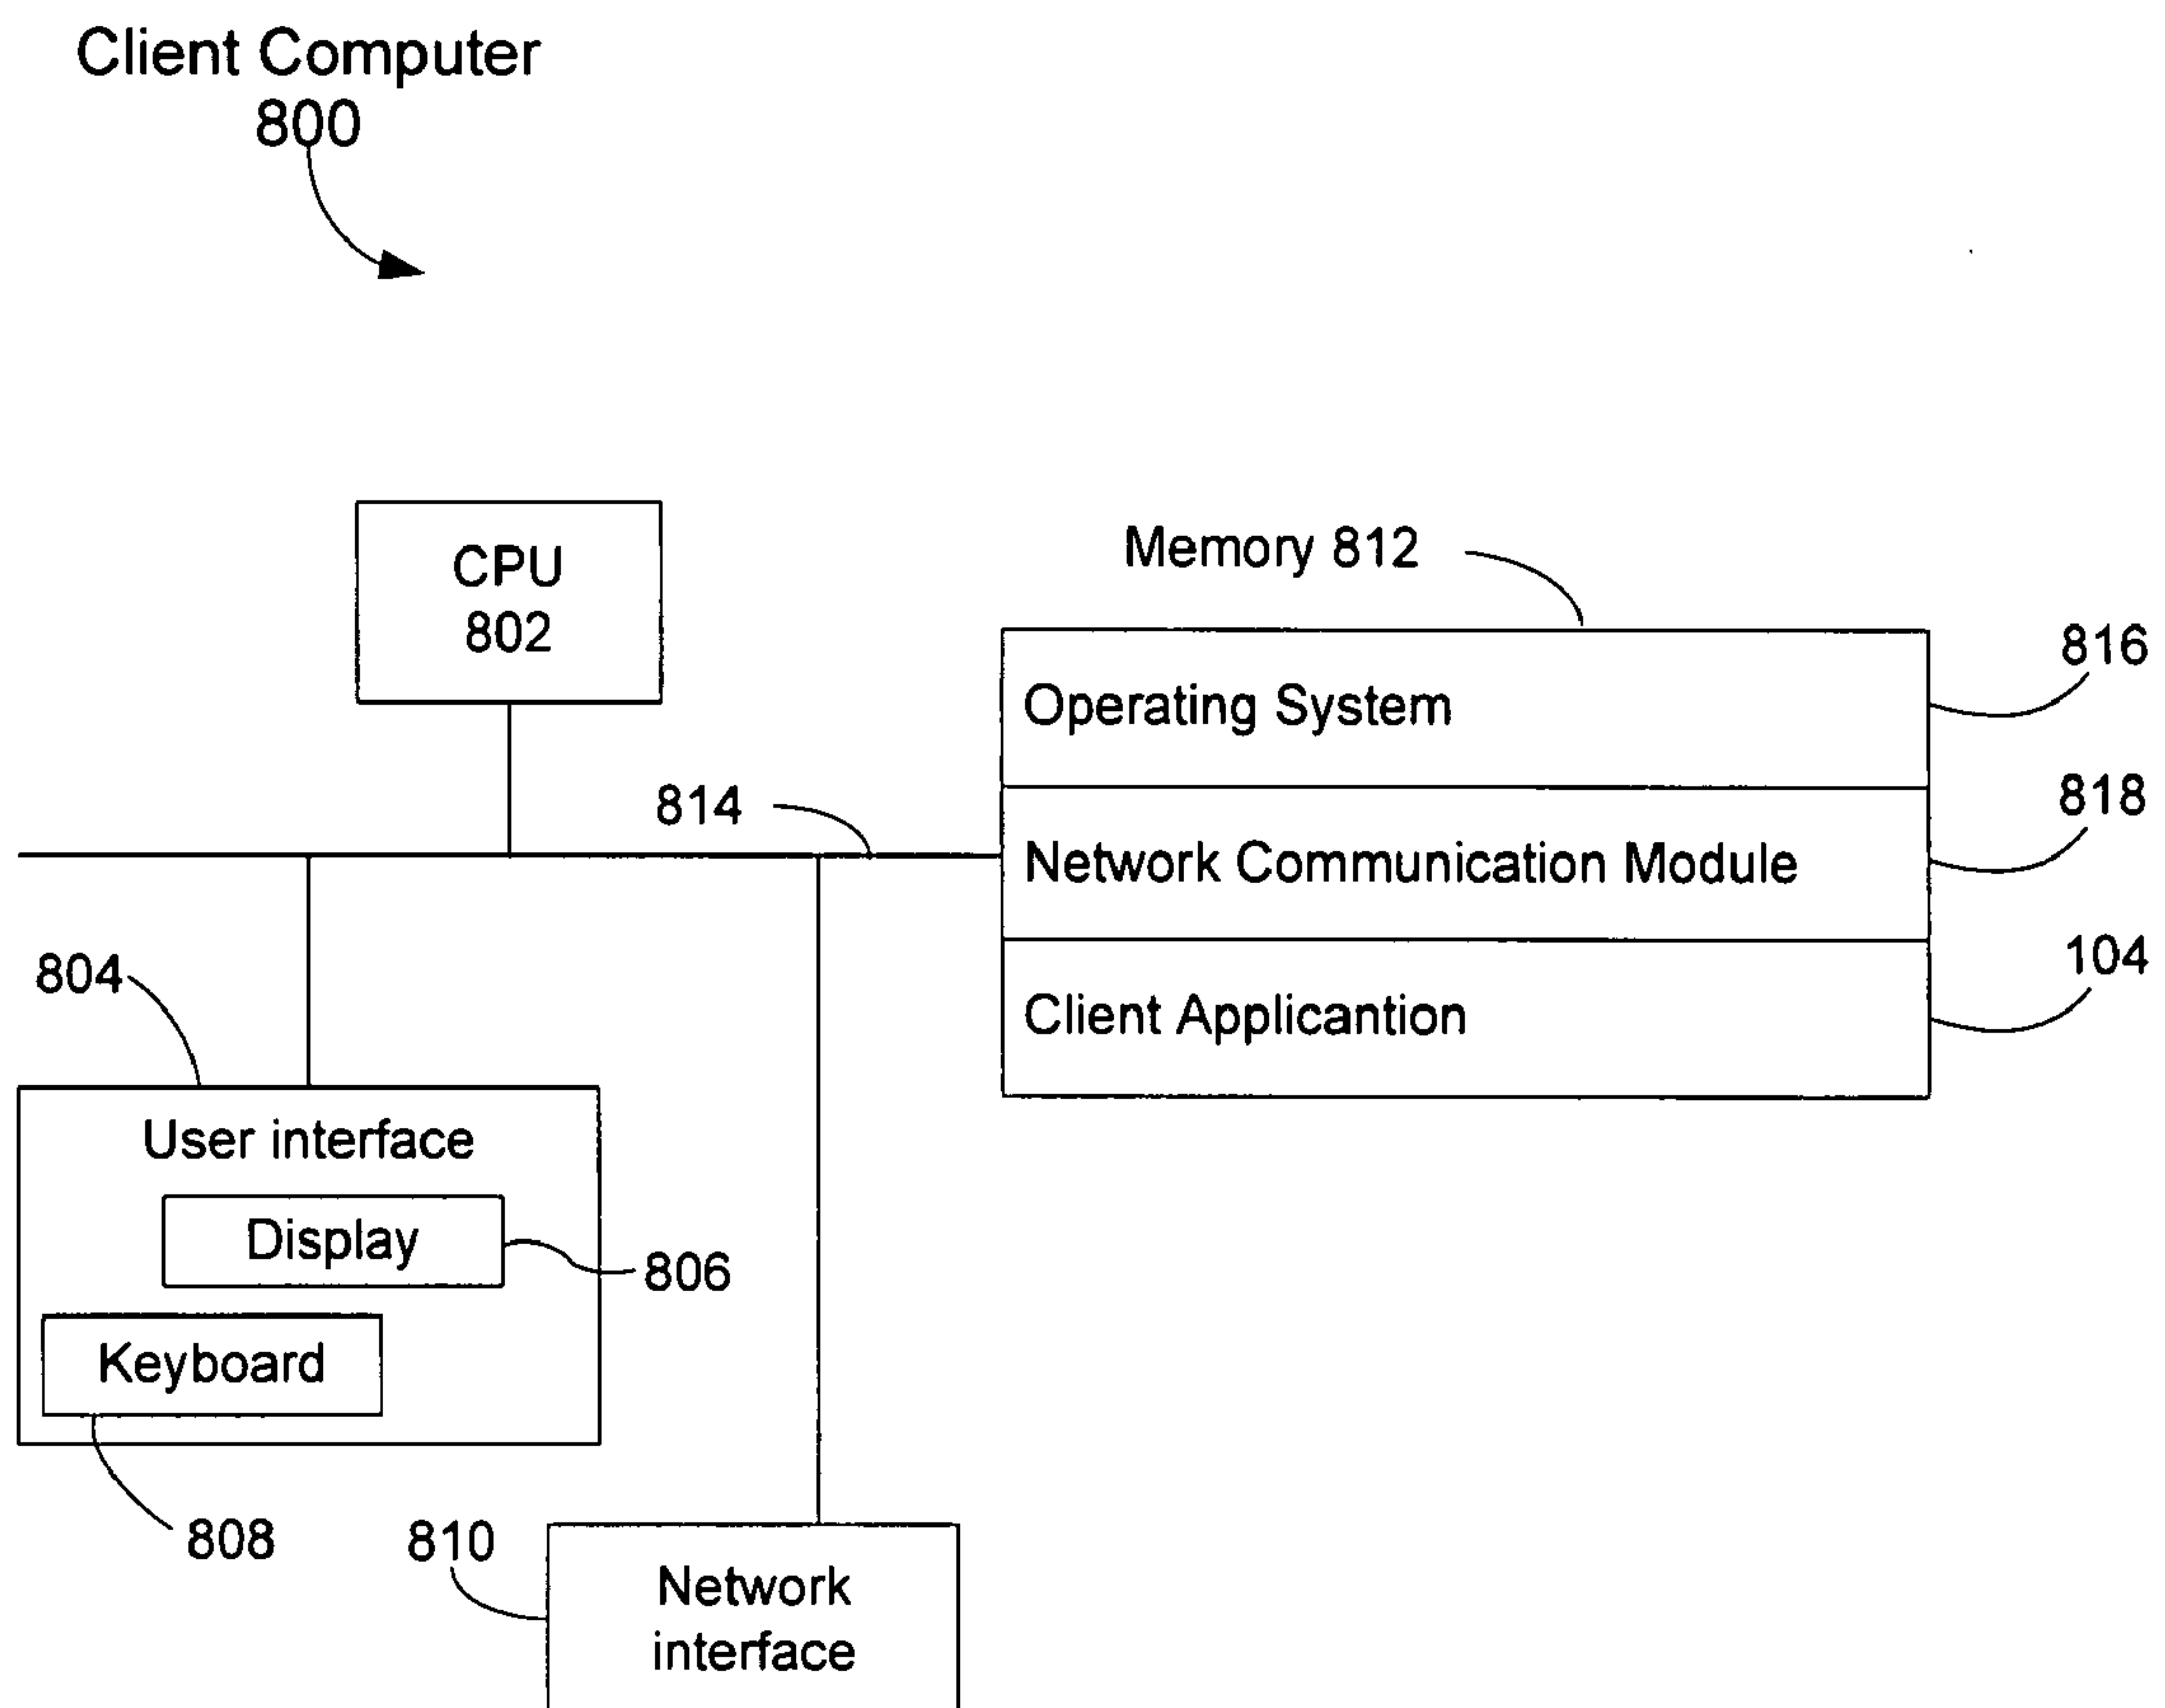 Client Computer
800
CPU
802
Memory 812
816
Operating System
814
818
Network Communication Module
804
104
Client Applicantion
User interface
Display
806
Keyboard
808
810
Network
interface